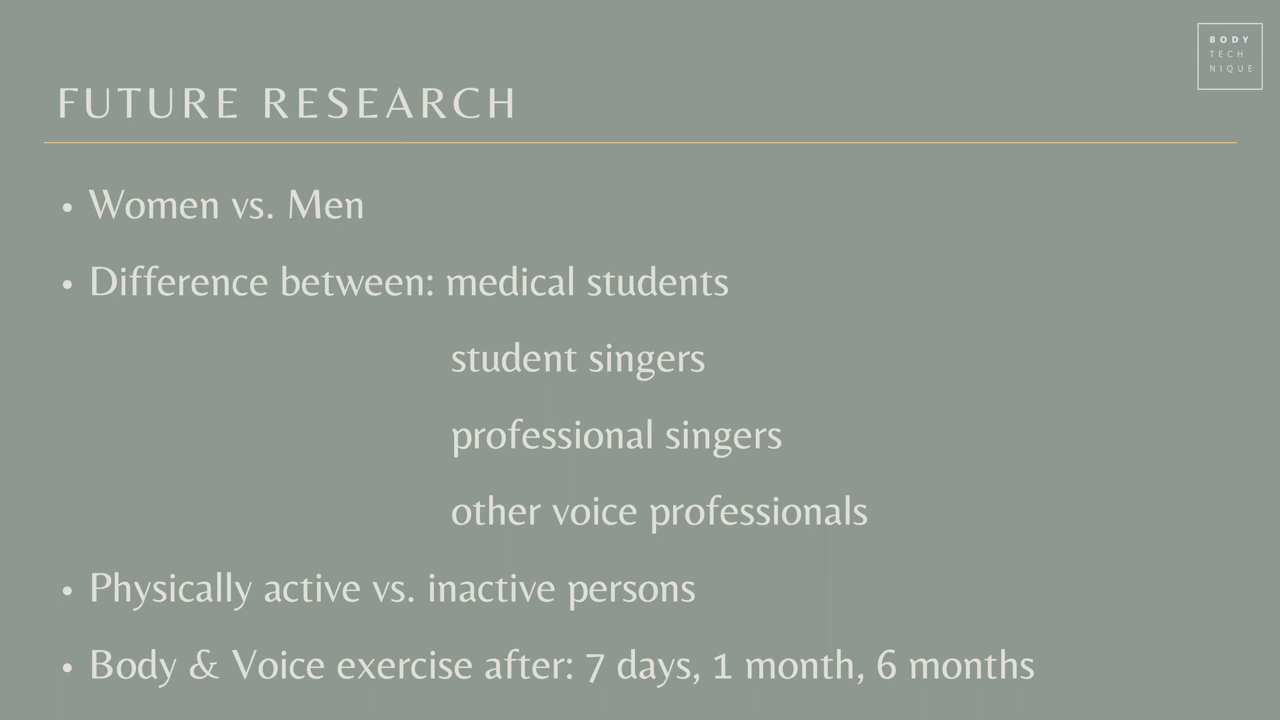 BODY
TECH
NIQUE
FUTURE RESEARCH
• Women vs. Men
• Difference between: medical students
student singers
professional singers
other voice professionals
• Physically active vs. inactive persons
• Body & Voice exercise after: 7 days, 1 month, 6 months